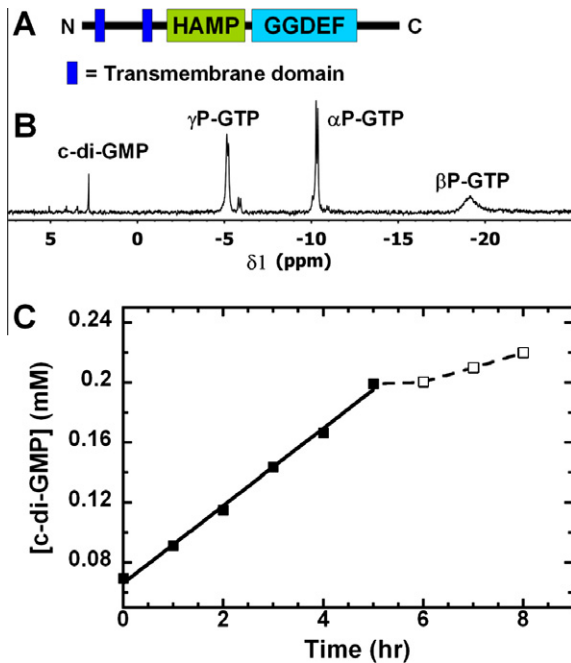 A
N
HAMP
GGDEF
C
= Transmembrane domain
B
γP-GTP
αP-GTP
c-di-GMP
βP-GTP
5 0 -5 -10 -15 -20
δ1 (ppm)
C
[c-di-GMP] (mM)
0.24
0.2
0.16
0.12
0.08
0 2 4 6 8
Time (hr)